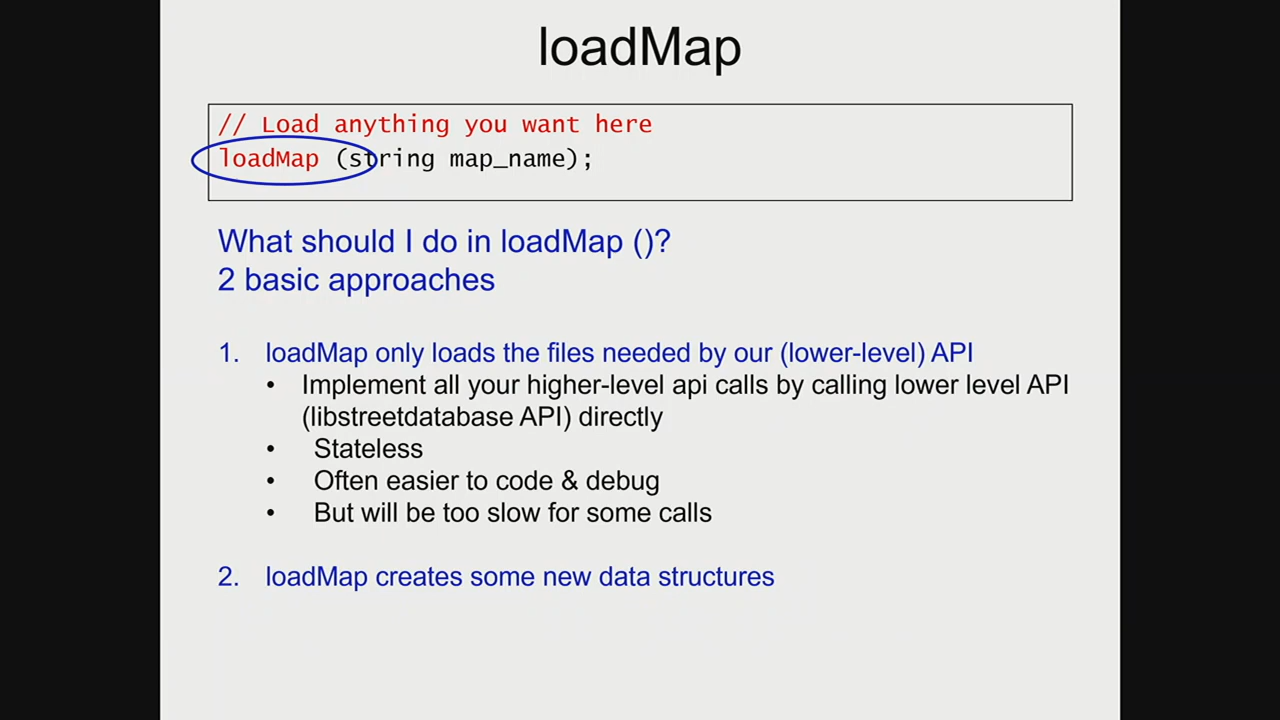 loadMap
// Load anything you want here
loadMap (string map_name);
What should I do in loadMap ()?
2 basic approaches
1. loadMap only loads the files needed by our (lower-level) API
• Implement all your higher-level api calls by calling lower level API
(libstreetdatabase API) directly
• Stateless
• Often easier to code & debug
• But will be too slow for some calls
2. loadMap creates some new data structures